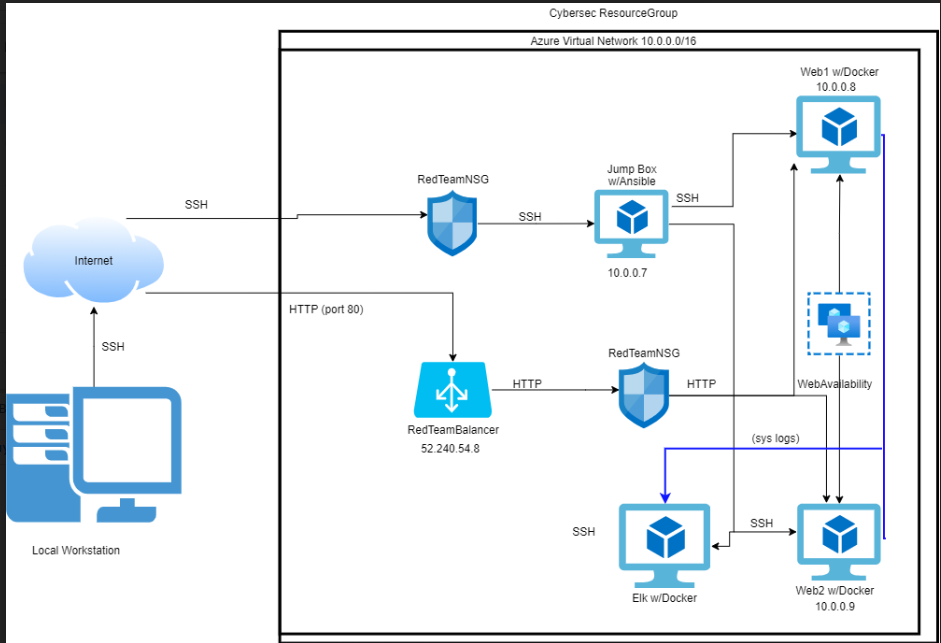 Cybersec ResourceGroup
Azure Virtual Network 10.0.0.0/16
Web1 w/Docker
10.0.0.8
Jump Box
w/Ansible
RedTeamNSG
SSH
SSH
SSH
Internet
10.0.0.7
HTTP (port 80)
SSH
RedTeamNSG
HTTP
HTTP
WebAvailability
RedTeamBalancer
52.240.54.8
(sys logs)
SSH
SSH
Local Workstation
Elk w/Docker
Web2 w/Docker
10.0.0.9